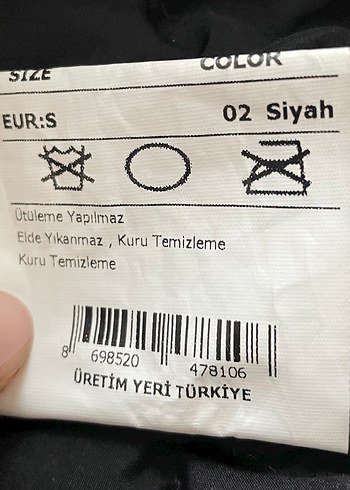 SIZE COLOR
EUR:S 02 Siyah
Ütüleme Yapılmaz
Elde Yıkanmaz , Kuru Temizleme
Kuru Temizleme
8 698520 478106
ÜRETİM YERİ TÜRKİYE